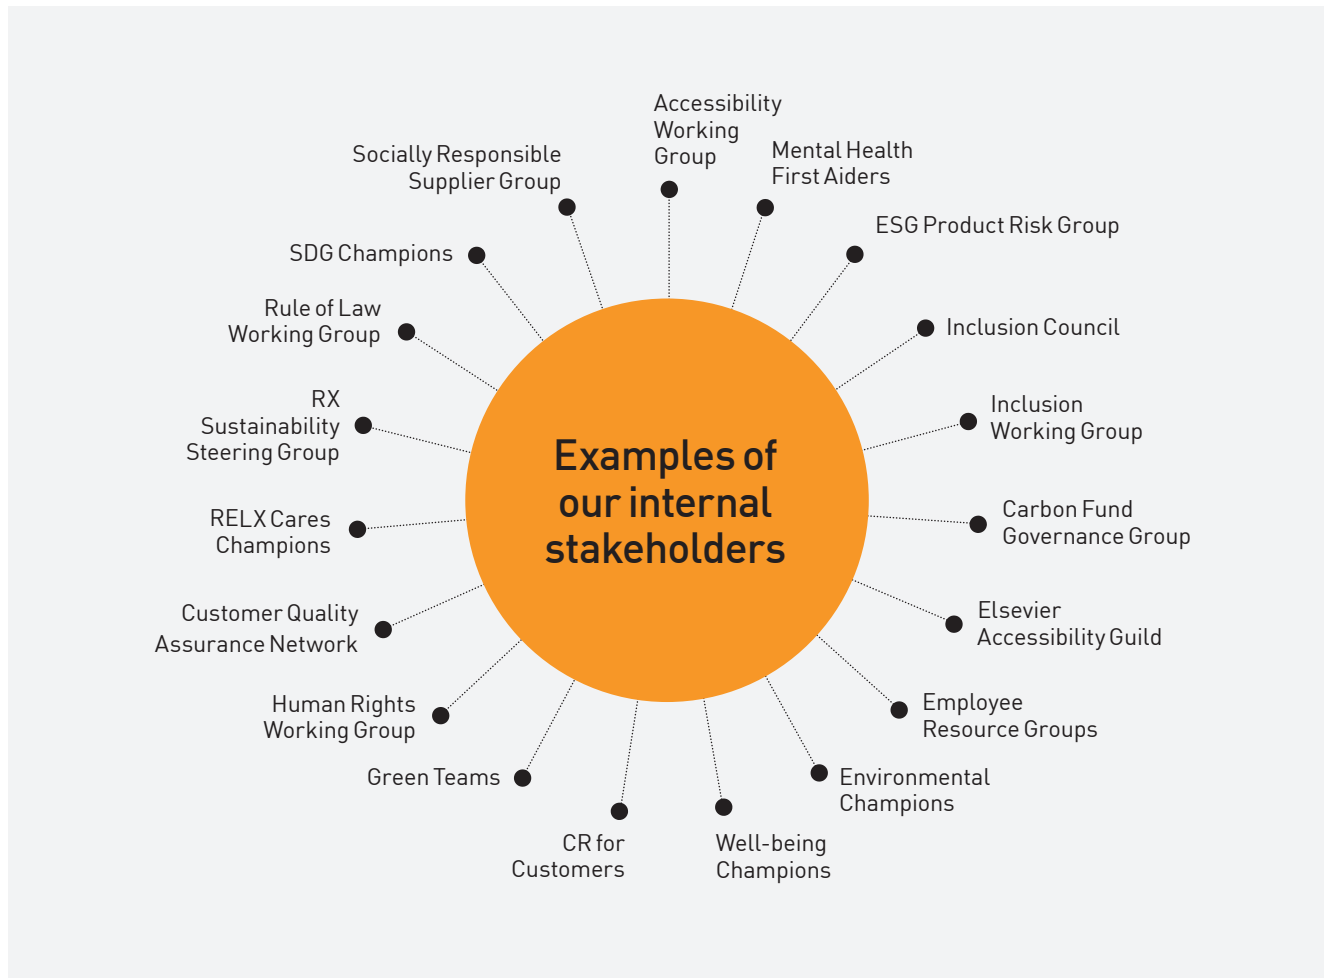 Accessibility
Working
Group
Mental Health
First Aiders
ESG Product Risk Group
Inclusion Council
Inclusion
Working Group
Carbon Fund
Governance Group
Elsevier
Accessibility Guild
Employee
Resource Groups
Environmental
Champions
Well-being
Champions
CR for
Customers
Green Teams
Human Rights
Working Group
Customer Quality
Assurance Network
RELX Cares
Champions
RX
Sustainability
Steering Group
Rule of Law
Working Group
SDG Champions
Socially Responsible
Supplier Group
Examples of
our internal
stakeholders